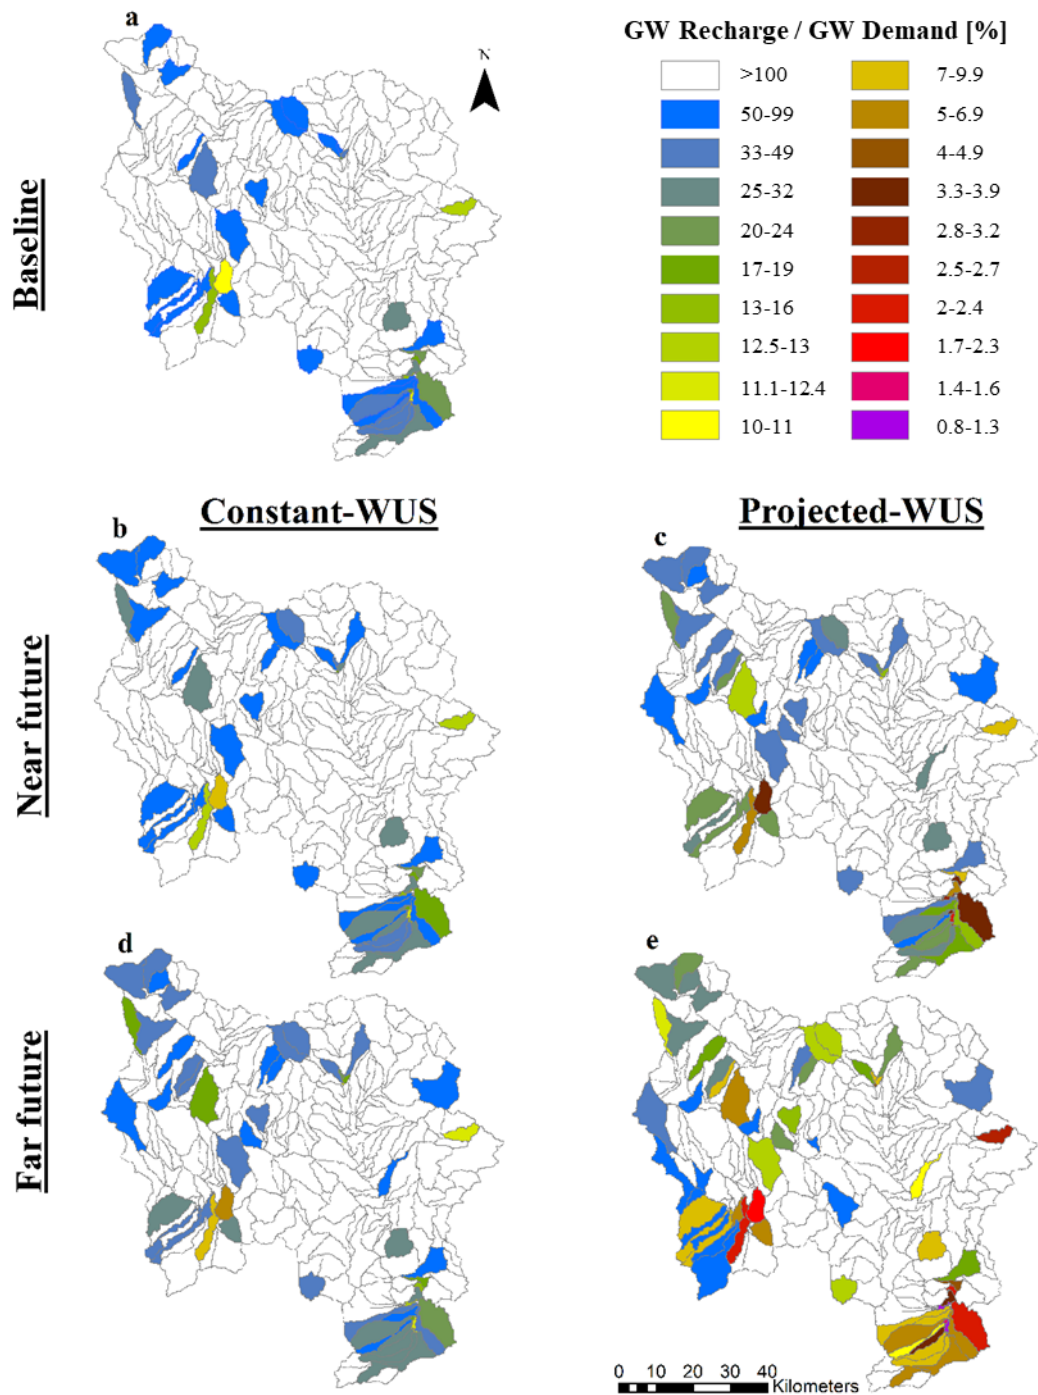 a
GW Recharge / GW Demand [%]
N
>100
7-9.9
50-99
5-6.9
33-49
4-4.9
25-32
3.3-3.9
20-24
2.8-3.2
17-19
2.5-2.7
13-16
2-2.4
12.5-13
1.7-2.3
11.1-12.4
1.4-1.6
10-11
0.8-1.3
Baseline
Constant-WUS
Projected-WUS
b
c
Near future
d
e
Far future
0 10 20 30 40
Kilometers